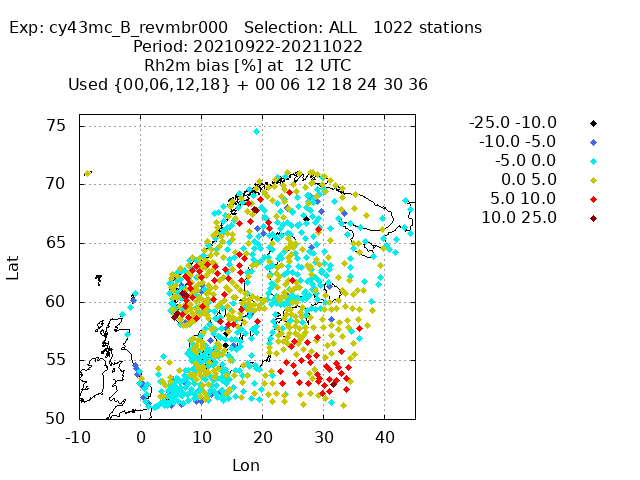 Exp: cy43mc_B_revmbr000   Selection: ALL   1022 stations
Period: 20210922-20211022
Rh2m bias [%] at  12 UTC
Used {00,06,12,18} + 00 06 12 18 24 30 36
-25.0 -10.0
-10.0 -5.0
-5.0 0.0
0.0 5.0
5.0 10.0
10.0 25.0
Lat
75
70
65
60
55
50
-10 0 10 20 30 40
Lon